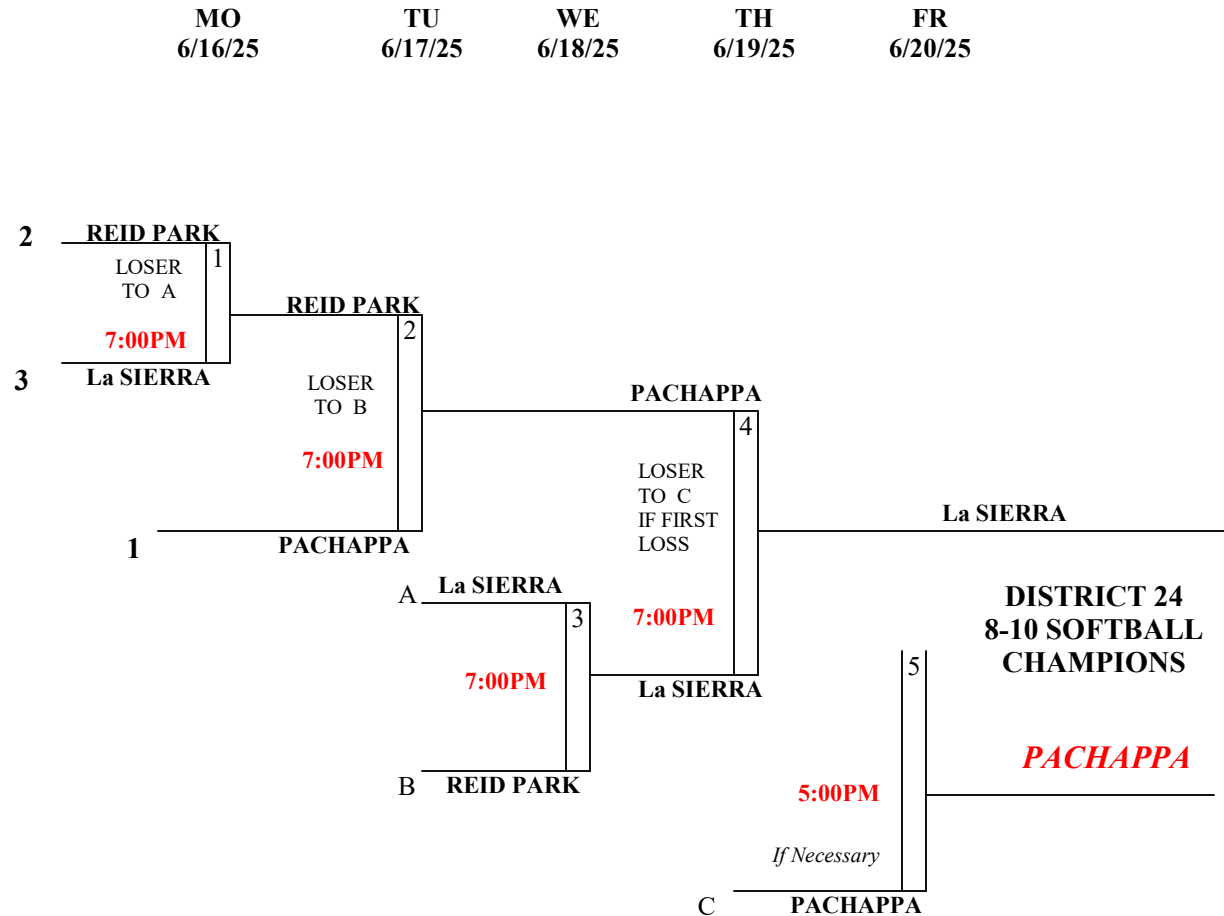 MO TU WE TH FR
6/16/25 6/17/25 6/18/25 6/19/25 6/20/25
2 REID PARK
1
LOSER
TO A
7:00PM
3 La SIERRA
REID PARK
2
LOSER
TO B
7:00PM
1
PACHAPPA
PACHAPPA
4
LOSER
TO C
IF FIRST
LOSS
7:00PM
La SIERRA
A La SIERRA
3
7:00PM
B REID PARK
La SIERRA
DISTRICT 24
8-10 SOFTBALL
CHAMPIONS
5
PACHAPPA
5:00PM
If Necessary
C PACHAPPA